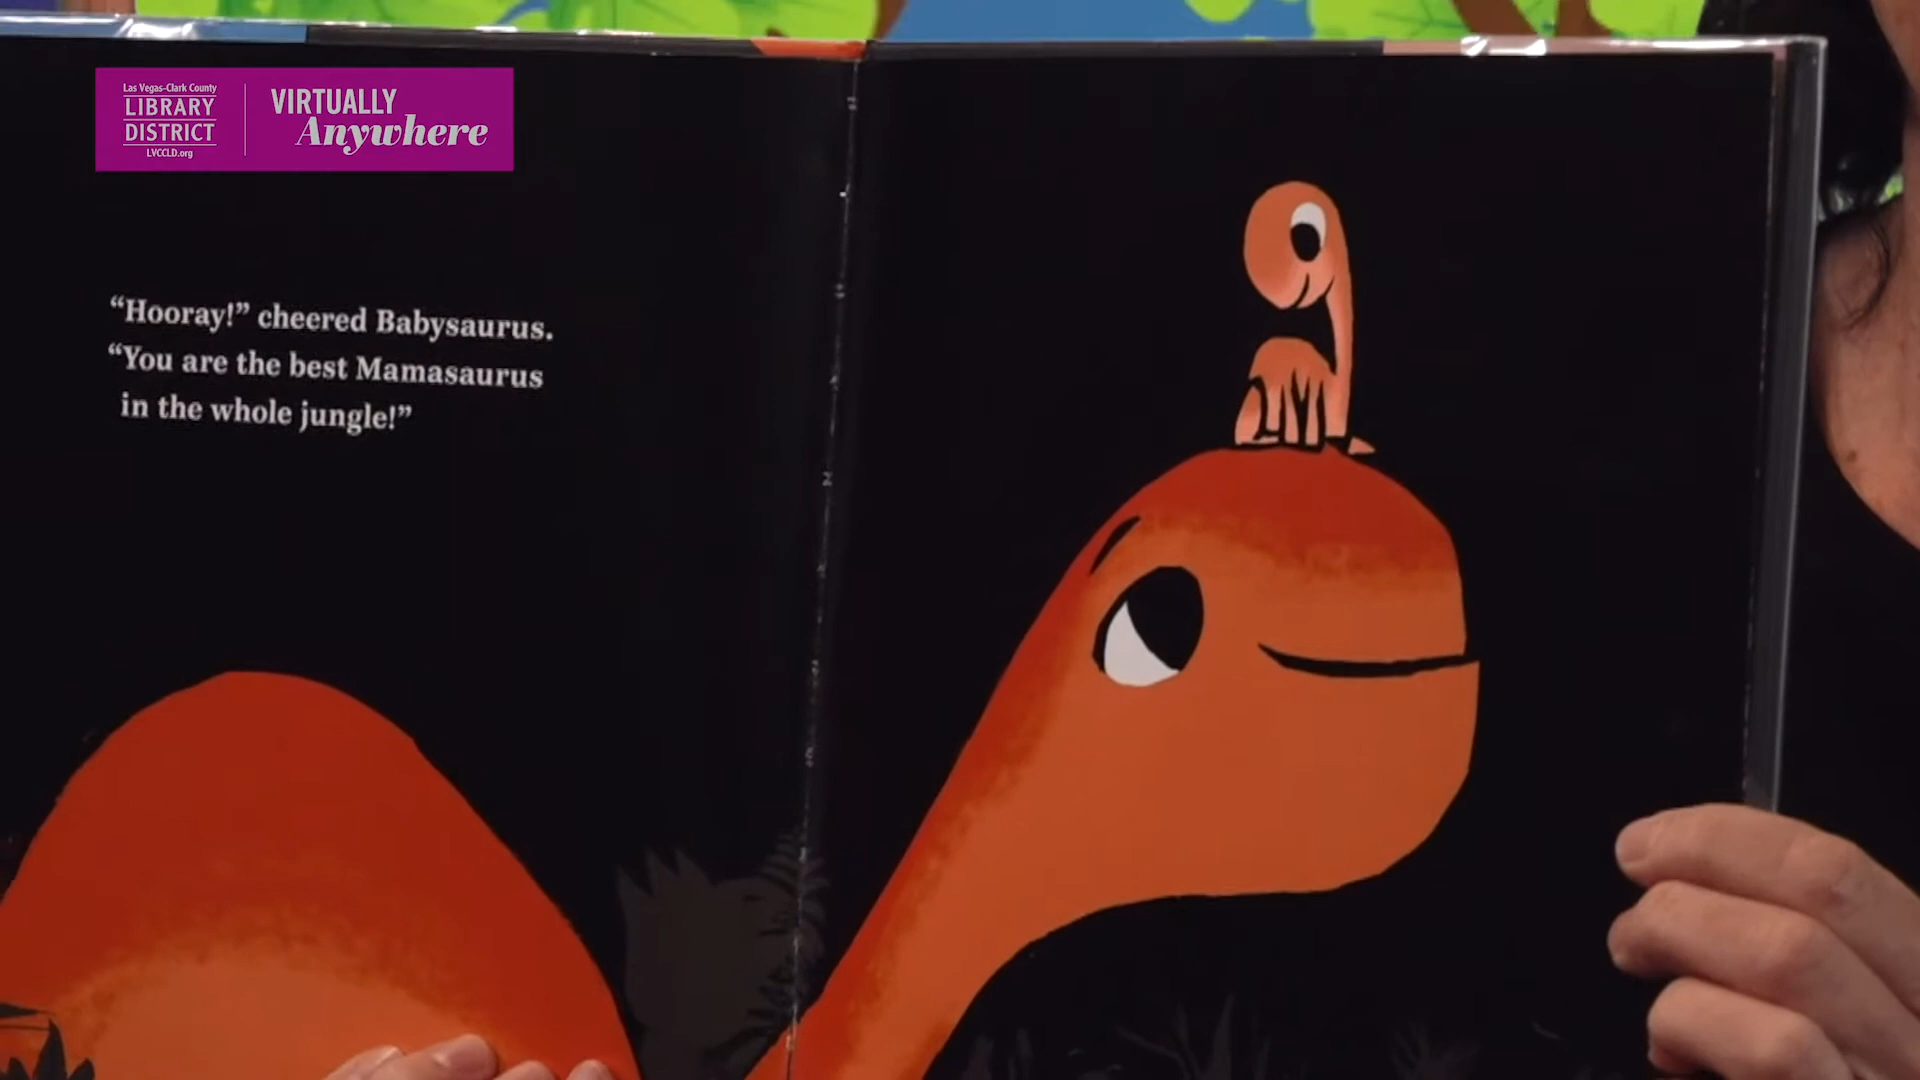 Las Vegas-Clark County
LIBRARY
DISTRICT
LVCCLD.org
VIRTUALLY
Anywhere
“Hooray!” cheered Babysaurus.
“You are the best Mamasaurus
in the whole jungle!”